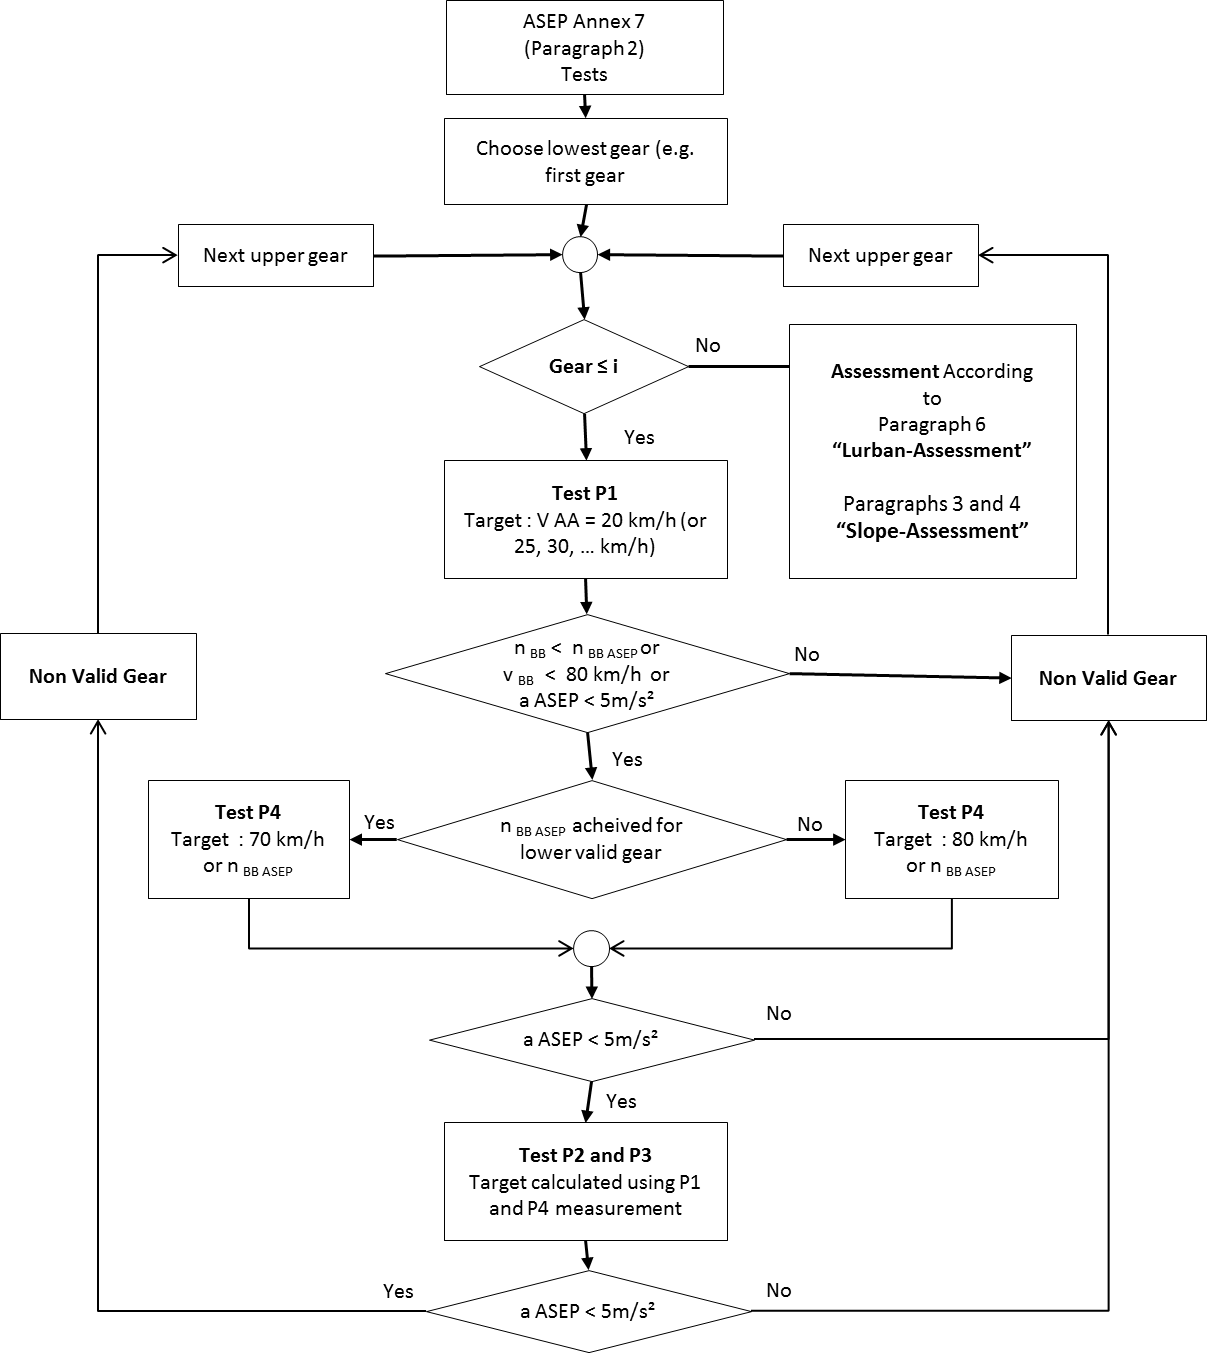 ASEP Annex 7
(Paragraph 2)
Tests
Choose lowest gear (e.g.
first gear
Next upper gear
Next upper gear
Gear ≤ i
No
Assessment According
to
Paragraph 6
“Lurban-Assessment”
Paragraphs 3 and 4
“Slope-Assessment”
Yes
Test P1
Target : V AA = 20 km/h (or
25, 30, … km/h)
n BB < n BB ASEP or
v BB < 80 km/h or
a ASEP < 5m/s²
No
Non Valid Gear
Non Valid Gear
Yes
Test P4
Target : 70 km/h
or n BB ASEP
Yes
n BB ASEP acheived for
lower valid gear
No
Test P4
Target : 80 km/h
or n BB ASEP
a ASEP < 5m/s²
No
Yes
Test P2 and P3
Target calculated using P1
and P4 measurement
Yes
a ASEP < 5m/s²
No